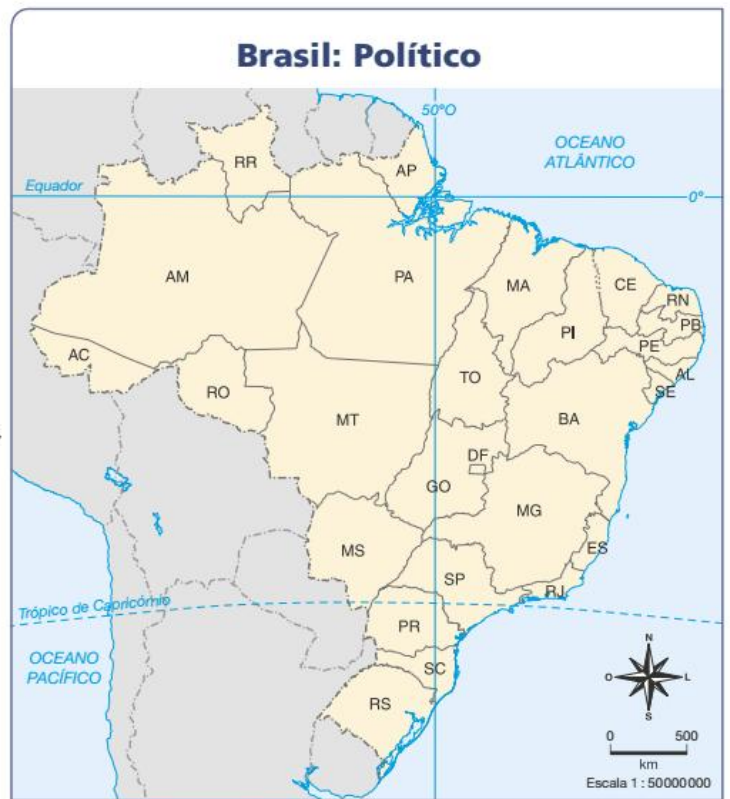 Brasil: Político
50°O
OCEANO
ATLÂNTICO
RR
AP
Equador
0°
AM
PA
MA
CE
RN
PB
PI
PE
AC
AL
TO
SE
RO
BA
MT
DF
GO
MG
MS
ES
SP
RJ
Trópico de Capricórnio
PR
OCEANO
PACÍFICO
SC
RS
N
O
L
S
0
500
km
Escala 1 : 50000000